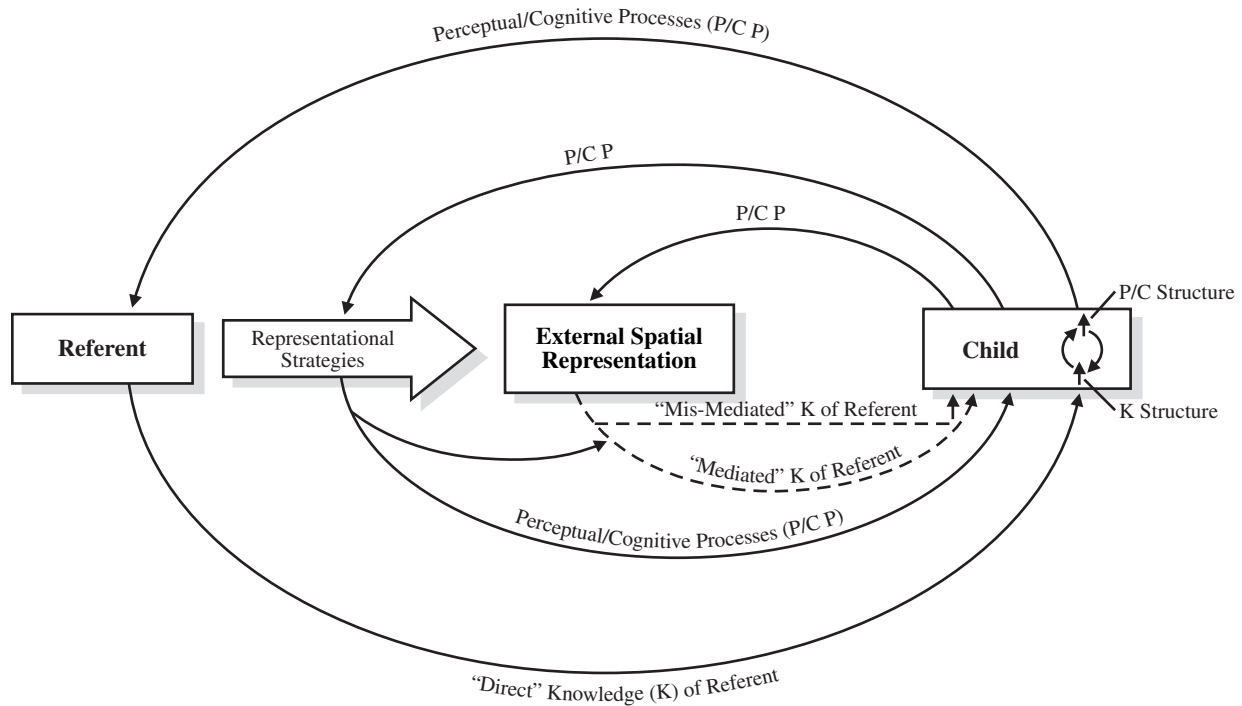 Perceptual/Cognitive Processes (P/C P)
P/C P
P/C P
Referent
Representational
Strategies
External Spatial
Representation
Child
P/C Structure
K Structure
“Mis-Mediated” K of Referent
“Mediated” K of Referent
Perceptual/Cognitive Processes (P/C P)
“Direct” Knowledge (K) of Referent